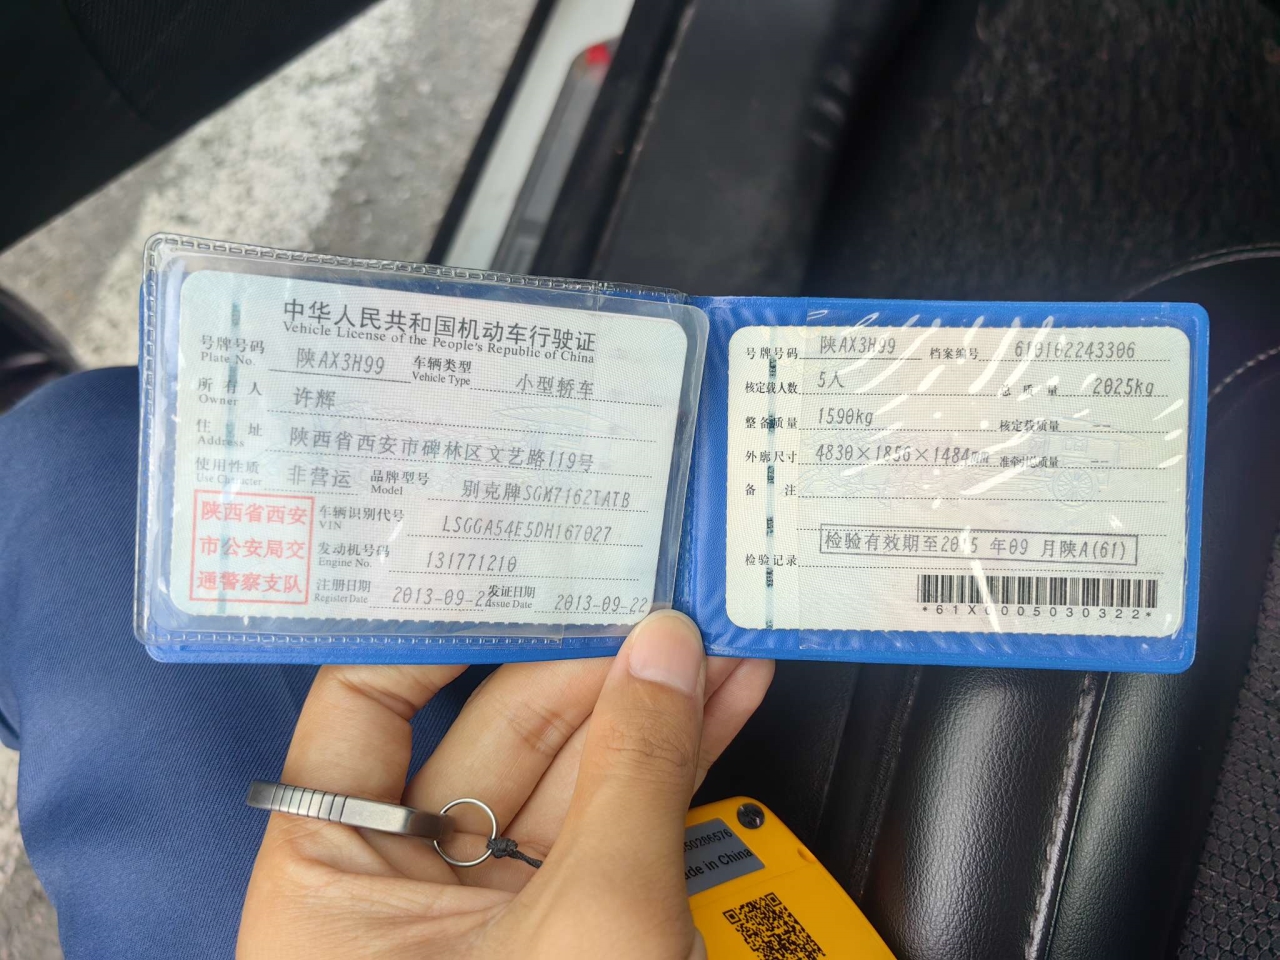 中华人民共和国机动车行驶证
Vehicle License of the People's Republic of China
号牌号码 陕AX3H99 车辆类型 小型轿车
Plate No. Vehicle Type
所有人 许辉
Owner
住址 陕西省西安市碑林区文艺路119号
Address
使用性质 非营运 品牌型号 别克牌SGM7162TATB
Use Character Model
陕西省西安
市公安局交
通警察支队
车辆识别代号 LSGGA54E5DH167027
VIN
发动机号码 131771210
Engine No.
注册日期 2013-09-22 发证日期 2013-09-22
Register Date Issue Date
号牌号码 陕AX3H99 档案编号 610102243306
核定载人数 5人 总质量 2025kg
整备质量 1590kg 核定载质量 --
外廓尺寸 4830×1856×1484mm 准牵引总质量 --
备注
检验记录 检验有效期至2015 年09 月陕A(61)
*61X0005030322*
50206576
in China